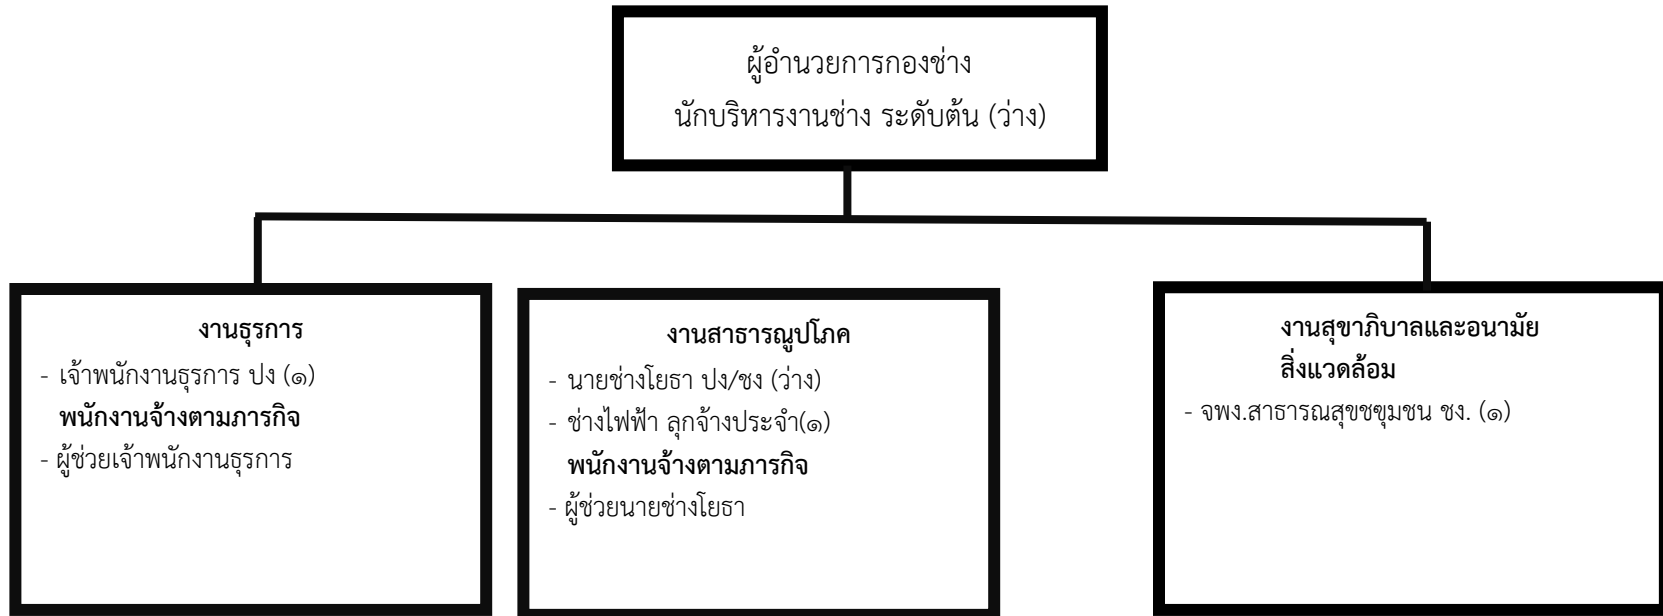 ผู้อำนวยการกองช่าง
นักบริหารงานช่าง ระดับต้น (ว่าง)
งานธุรการ
- เจ้าพนักงานธุรการ ปง (๑)
พนักงานจ้างตามภารกิจ
- ผู้ช่วยเจ้าพนักงานธุรการ
งานสาธารณูปโภค
- นายช่างโยธา ปง/ชง (ว่าง)
- ช่างไฟฟ้า ลุกจ้างประจำ(๑)
พนักงานจ้างตามภารกิจ
- ผู้ช่วยนายช่างโยธา
งานสุขาภิบาลและอนามัย
สิ่งแวดล้อม
- จพง.สาธารณสุขชขุมชน ชง. (๑)